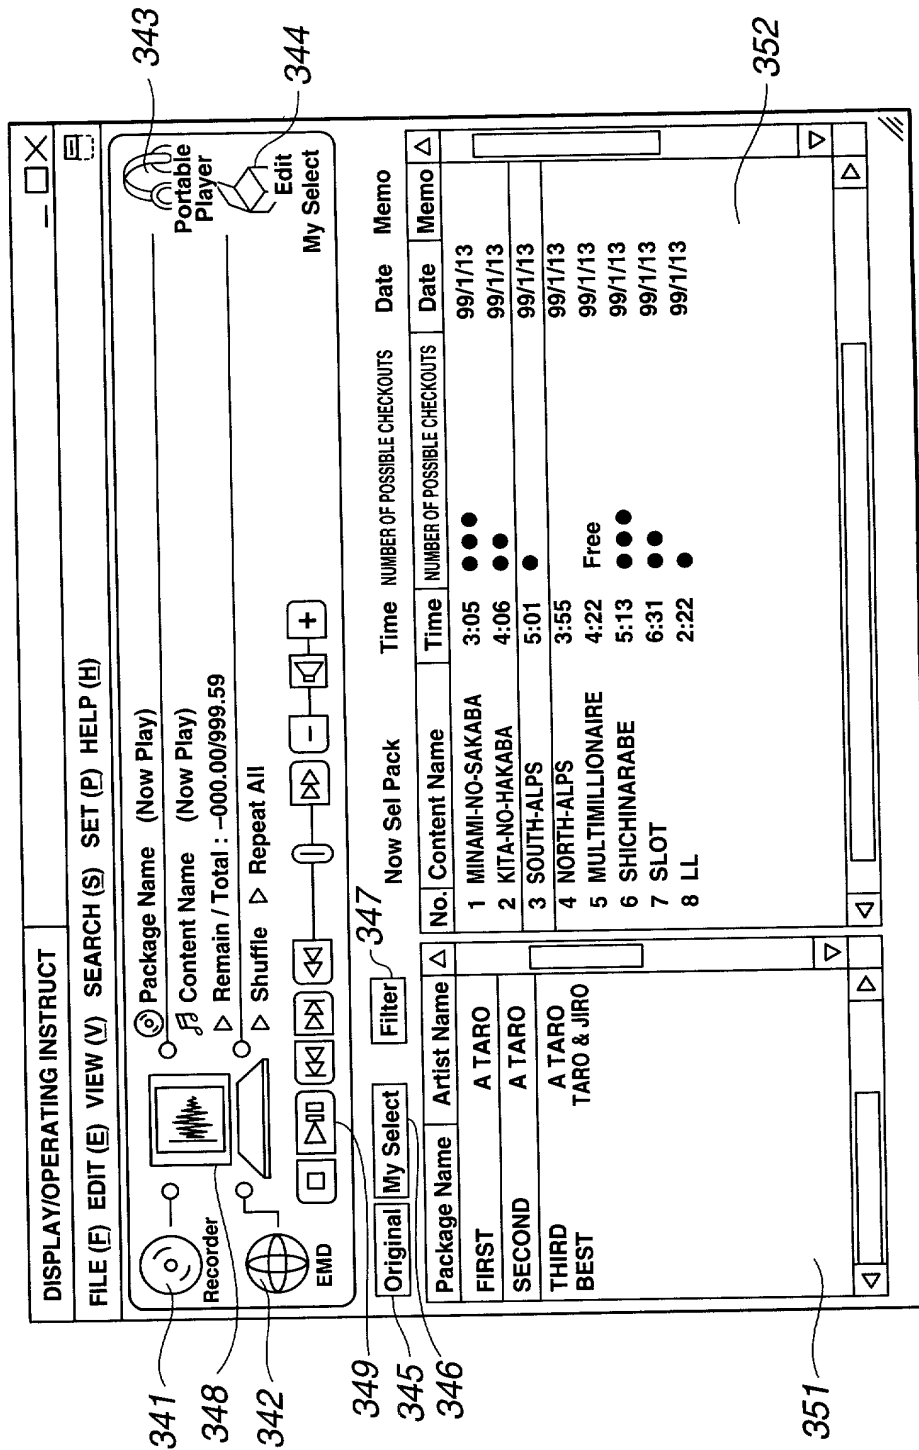 DISPLAY/OPERATING INSTRUCT
FILE (F) EDIT (E) VIEW (V) SEARCH (S) SET (P) HELP (H)
341
Recorder
348
342
EMD
Package Name (Now Play)
Content Name (Now Play)
Remain / Total : –000.00/999.59
Shuffle Repeat All
343
Portable
Player
344
Edit
My Select
– +
349
345
346
347
Original My Select Filter
Now Sel Pack Time NUMBER OF POSSIBLE CHECKOUTS Date Memo
Package Name Artist Name
FIRST A TARO
SECOND A TARO
THIRD A TARO
BEST TARO & JIRO
351
No. Content Name Time NUMBER OF POSSIBLE CHECKOUTS Date Memo
1 MINAMI-NO-SAKABA 3:05 ●●● 99/1/13
2 KITA-NO-HAKABA 4:06 ●● 99/1/13
3 SOUTH-ALPS 5:01 ● 99/1/13
4 NORTH-ALPS 3:55 99/1/13
5 MULTIMILLIONAIRE 4:22 Free 99/1/13
6 SHICHINARABE 5:13 ●●● 99/1/13
7 SLOT 6:31 ●● 99/1/13
8 LL 2:22 ● 99/1/13
352